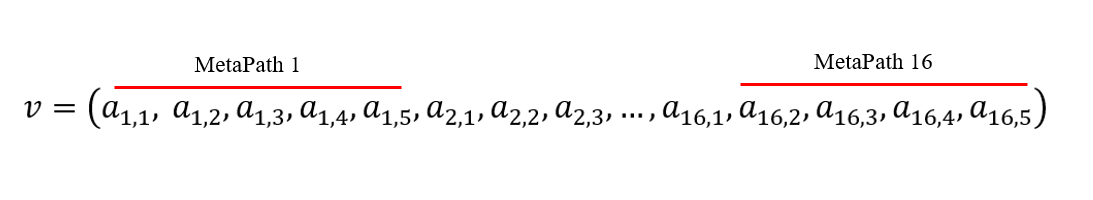 MetaPath 1 MetaPath 16
v = (a1,1, a1,2, a1,3, a1,4, a1,5, a2,1, a2,2, a2,3, … , a16,1, a16,2, a16,3, a16,4, a16,5)